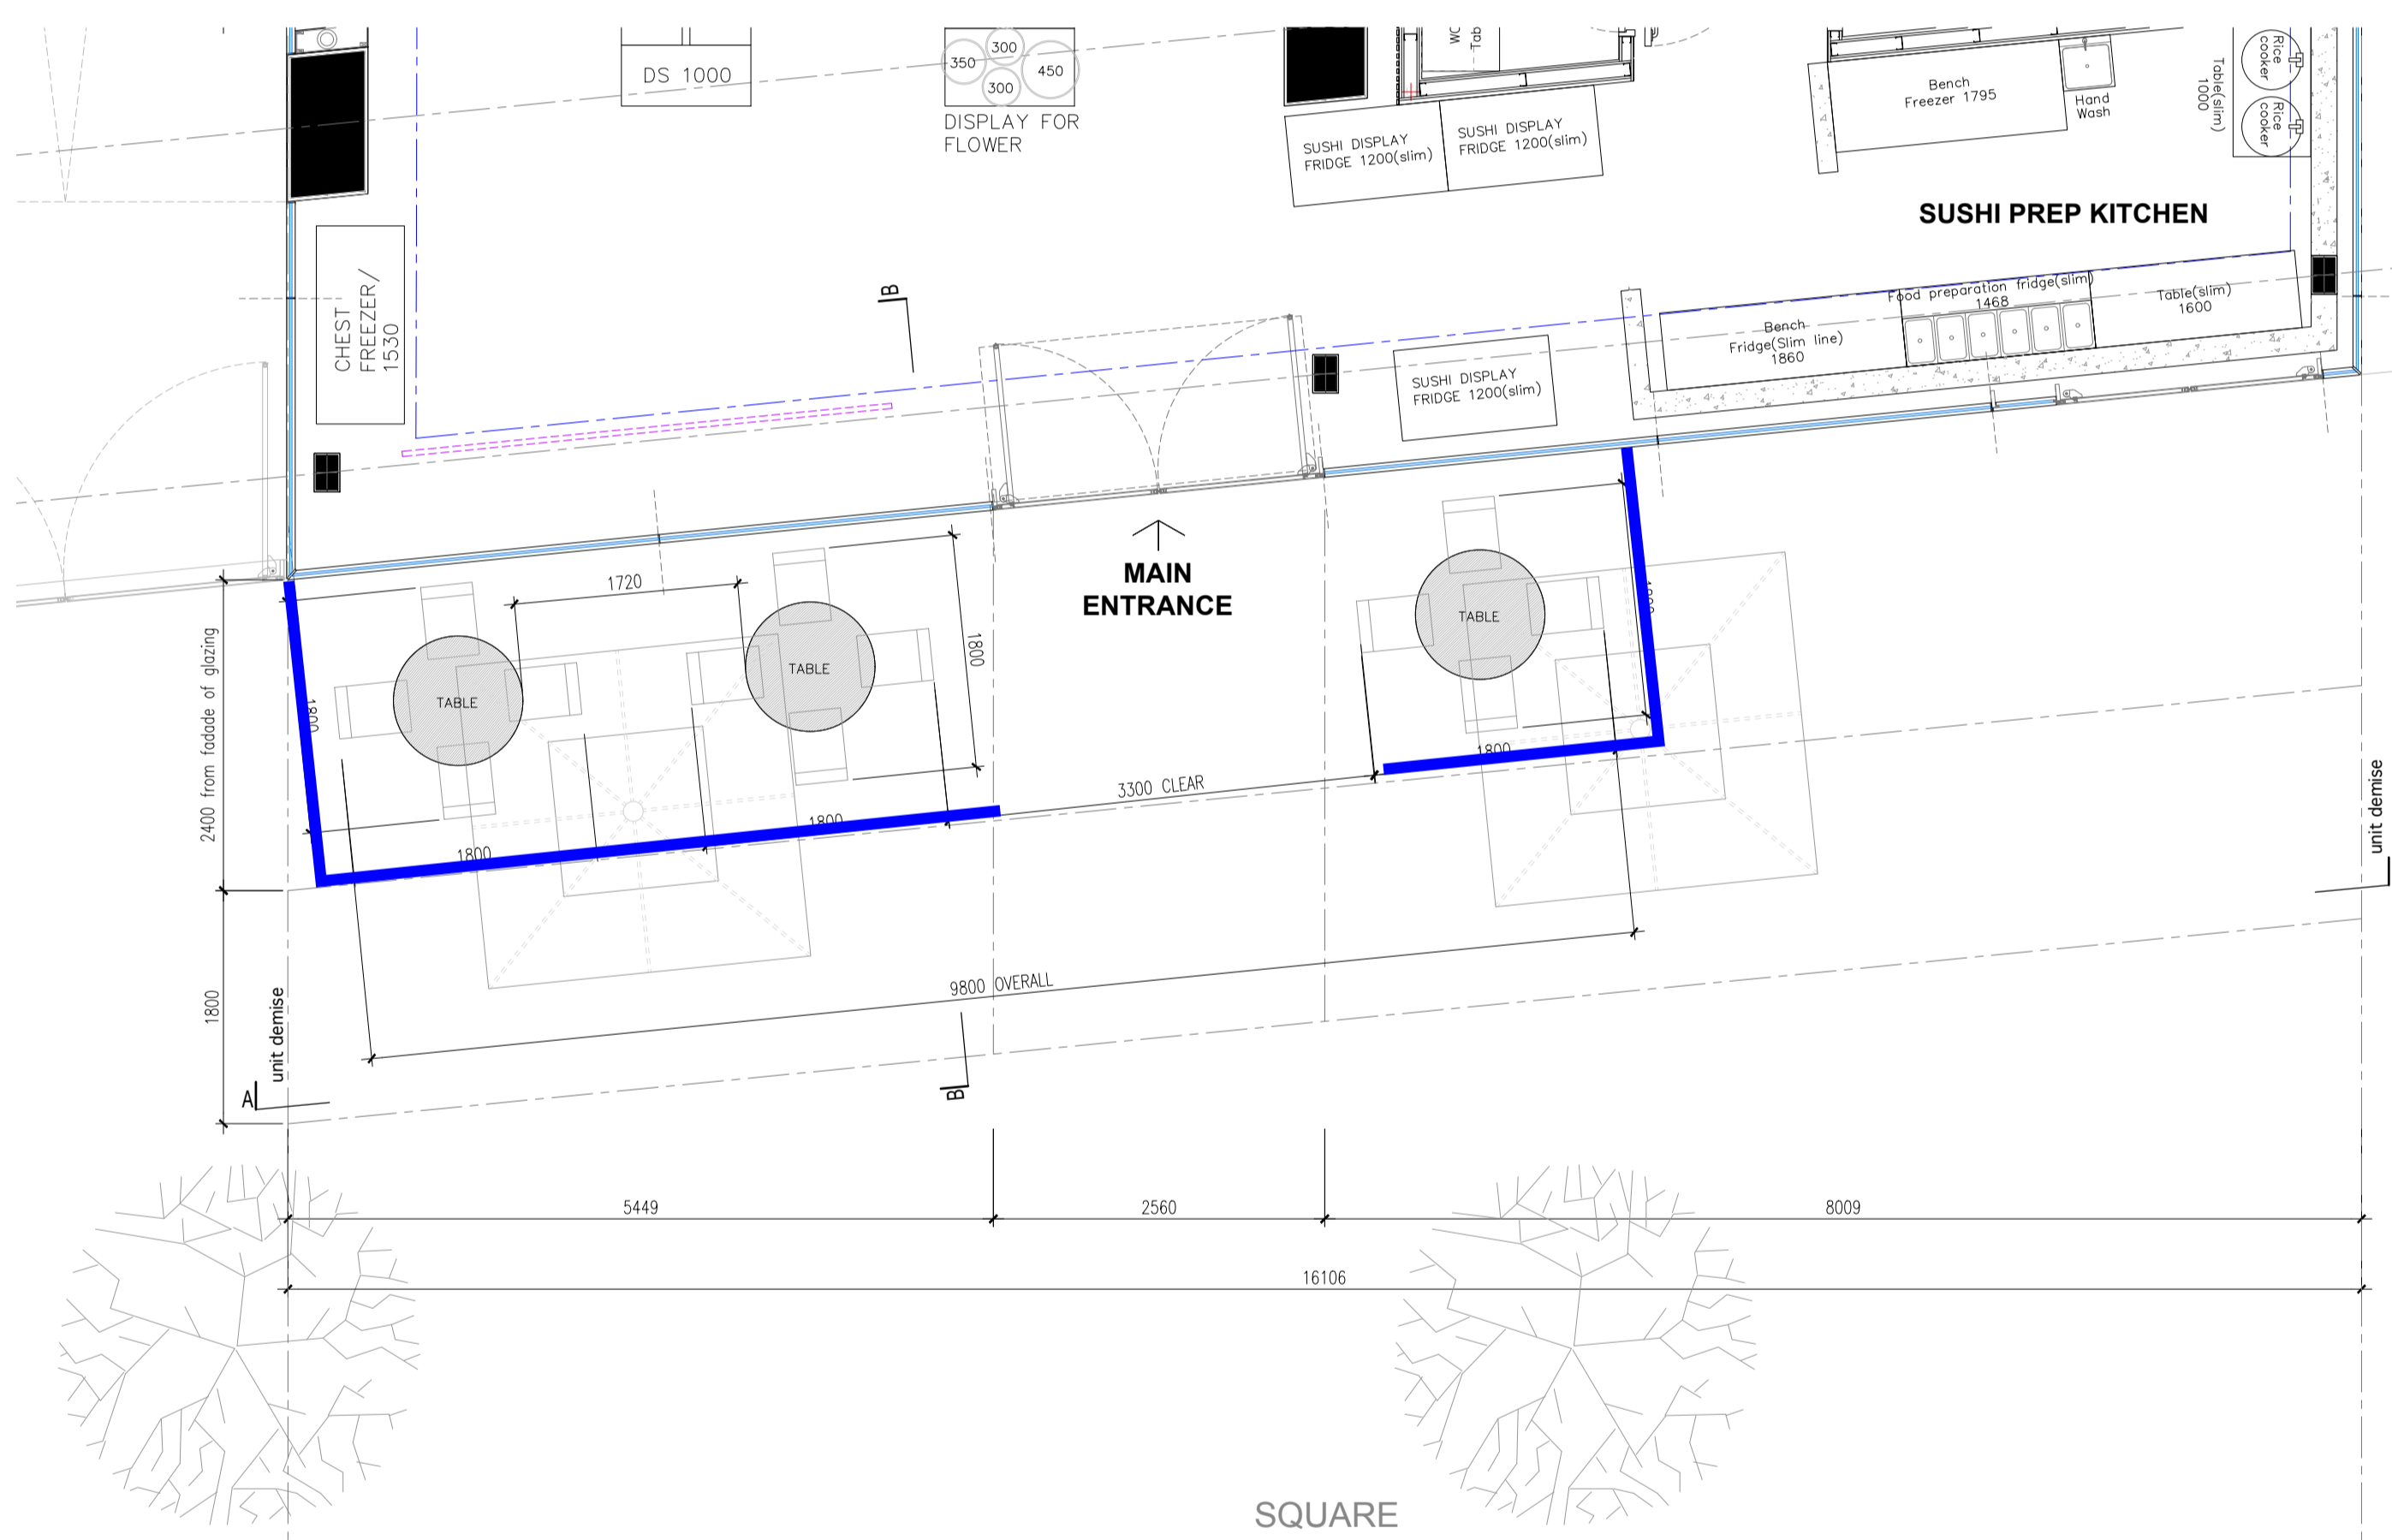 DS 1000
350
300
300
450
DISPLAY FOR
FLOWER
WC
Tab
SUSHI DISPLAY
FRIDGE 1200(slim)
SUSHI DISPLAY
FRIDGE 1200(slim)
Bench
Freezer 1795
Hand
Wash
Table(slim)
1000
Rice
cooker
Rice
cooker
SUSHI PREP KITCHEN
CHEST
FREEZER/
1530
B
Food preparation fridge(slim)
1468
Table(slim)
1600
Bench
Fridge(Slim line)
1860
SUSHI DISPLAY
FRIDGE 1200(slim)
MAIN
ENTRANCE
1720
TABLE
TABLE
TABLE
1800
1800
1800
1800
1800
3300 CLEAR
2400 from fadade of glazing
1800
unit demise
unit demise
9800 OVERALL
A
B
5449
2560
8009
16106
SQUARE